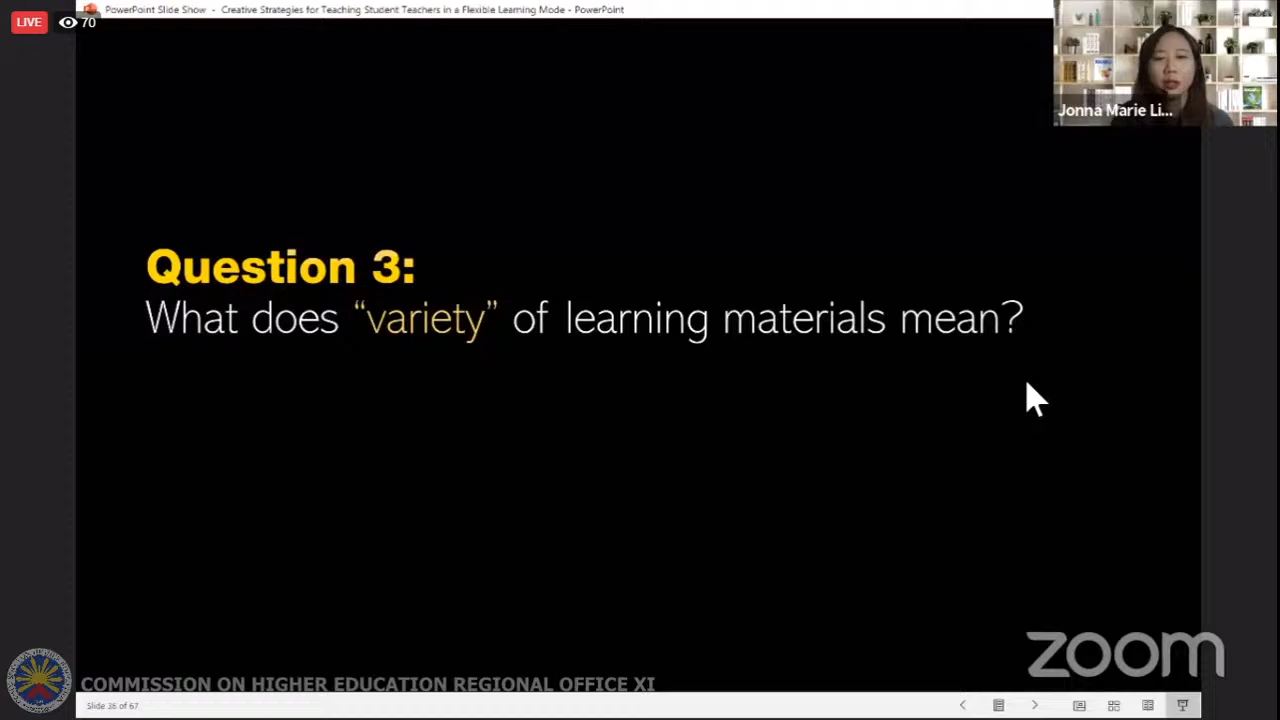 PowerPoint Slide Show - Creative Strategies for Teaching Student Teachers in a Flexible Learning Mode - PowerPoint
LIVE
70
Jonna Marie Li...
Question 3:
What does “variety” of learning materials mean?
zoom
COMMISSION ON HIGHER EDUCATION REGIONAL OFFICE XI
Slide 36 of 67